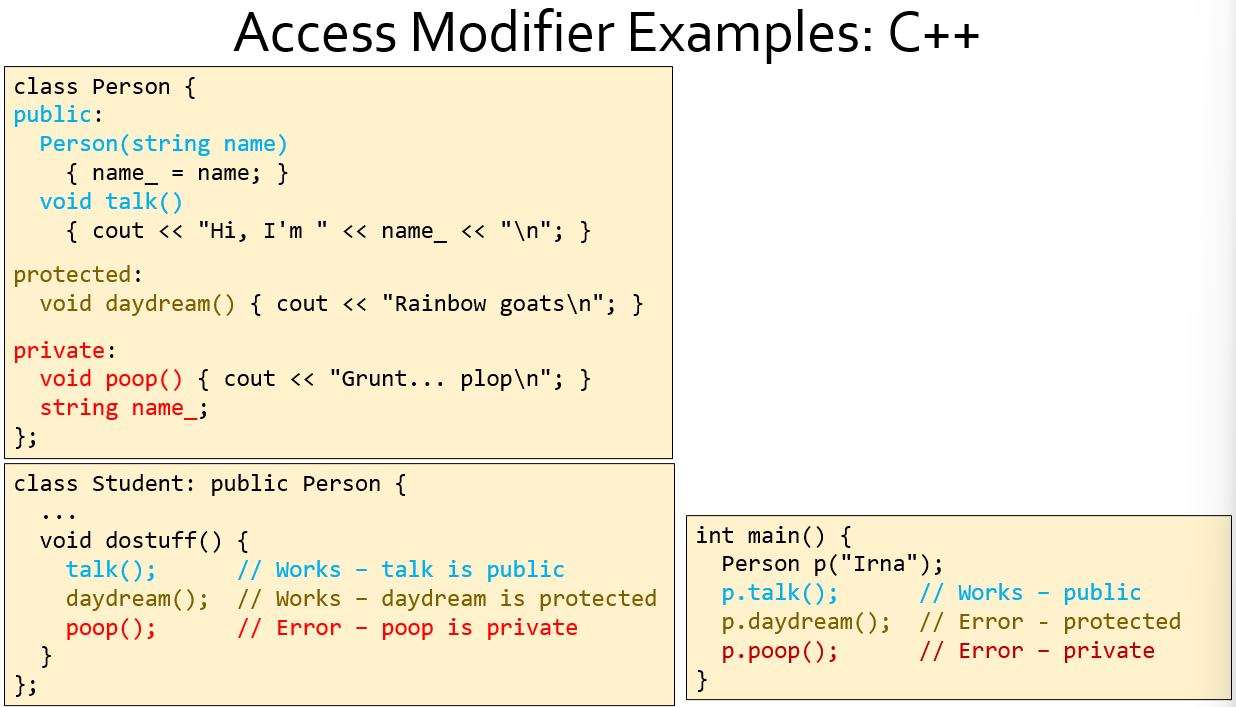 Access Modifier Examples: C++
class Person {
public:
  Person(string name)
    { name_ = name; }
  void talk()
    { cout << "Hi, I'm " << name_ << "\n"; }
protected:
  void daydream() { cout << "Rainbow goats\n"; }
private:
  void poop() { cout << "Grunt... plop\n"; }
  string name_;
};
class Student: public Person {
  ...
  void dostuff() {
    talk();      // Works – talk is public
    daydream();  // Works – daydream is protected
    poop();      // Error – poop is private
  }
};
int main() {
  Person p("Irna");
  p.talk();      // Works – public
  p.daydream();  // Error - protected
  p.poop();      // Error – private
}